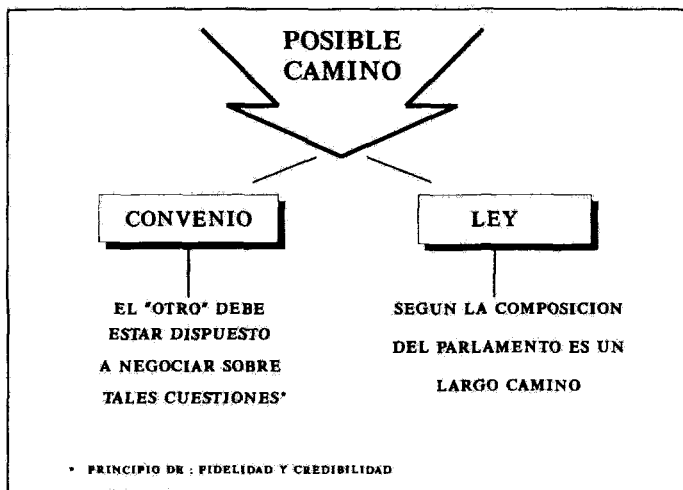 POSIBLE
CAMINO
CONVENIO
EL "OTRO" DEBE
ESTAR DISPUESTO
A NEGOCIAR SOBRE
TALES CUESTIONES*
LEY
SEGUN LA COMPOSICION
DEL PARLAMENTO ES UN
LARGO CAMINO
* PRINCIPIO DE : FIDELIDAD Y CREDIBILIDAD